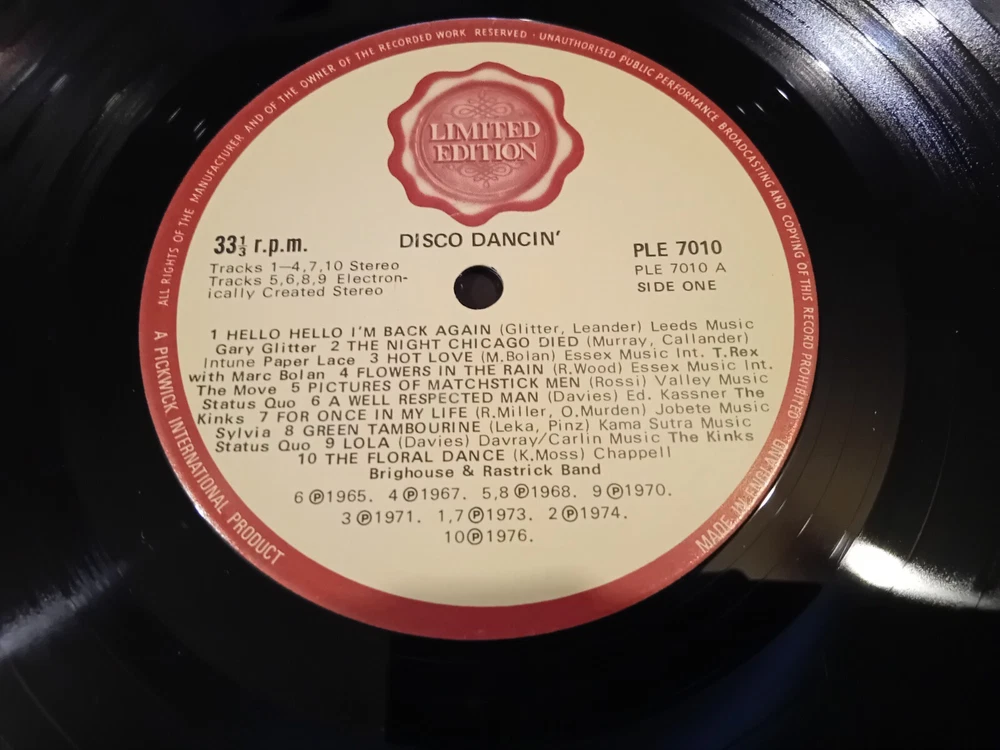 ALL RIGHTS OF THE MANUFACTURER AND OF THE OWNER OF THE RECORDED WORK RESERVED · UNAUTHORISED PUBLIC PERFORMANCE BROADCASTING AND COPYING OF THIS RECORD PROHIBITED
LIMITED
EDITION
DISCO DANCIN'
33⅓ r.p.m.
Tracks 1—4,7,10 Stereo
Tracks 5,6,8,9 Electron-
ically Created Stereo
PLE 7010
PLE 7010 A
SIDE ONE
1 HELLO HELLO I'M BACK AGAIN (Glitter, Leander) Leeds Music
Gary Glitter 2 THE NIGHT CHICAGO DIED (Murray, Callander)
Intune Paper Lace 3 HOT LOVE (M.Bolan) Essex Music Int. T.Rex
with Marc Bolan 4 FLOWERS IN THE RAIN (R.Wood) Essex Music Int.
The Move 5 PICTURES OF MATCHSTICK MEN (Rossi) Valley Music
Status Quo 6 A WELL RESPECTED MAN (Davies) Ed. Kassner The
Kinks 7 FOR ONCE IN MY LIFE (R.Miller, O.Murden) Jobete Music
Sylvia 8 GREEN TAMBOURINE (Leka, Pinz) Kama Sutra Music
Status Quo 9 LOLA (Davies) Davray/Carlin Music The Kinks
10 THE FLORAL DANCE (K.Moss) Chappell
Brighouse & Rastrick Band
6 ℗ 1965. 4 ℗ 1967. 5,8 ℗ 1968. 9 ℗ 1970.
3 ℗ 1971. 1,7 ℗ 1973. 2 ℗ 1974.
10 ℗ 1976.
A PICKWICK INTERNATIONAL PRODUCT
MADE IN ENGLAND